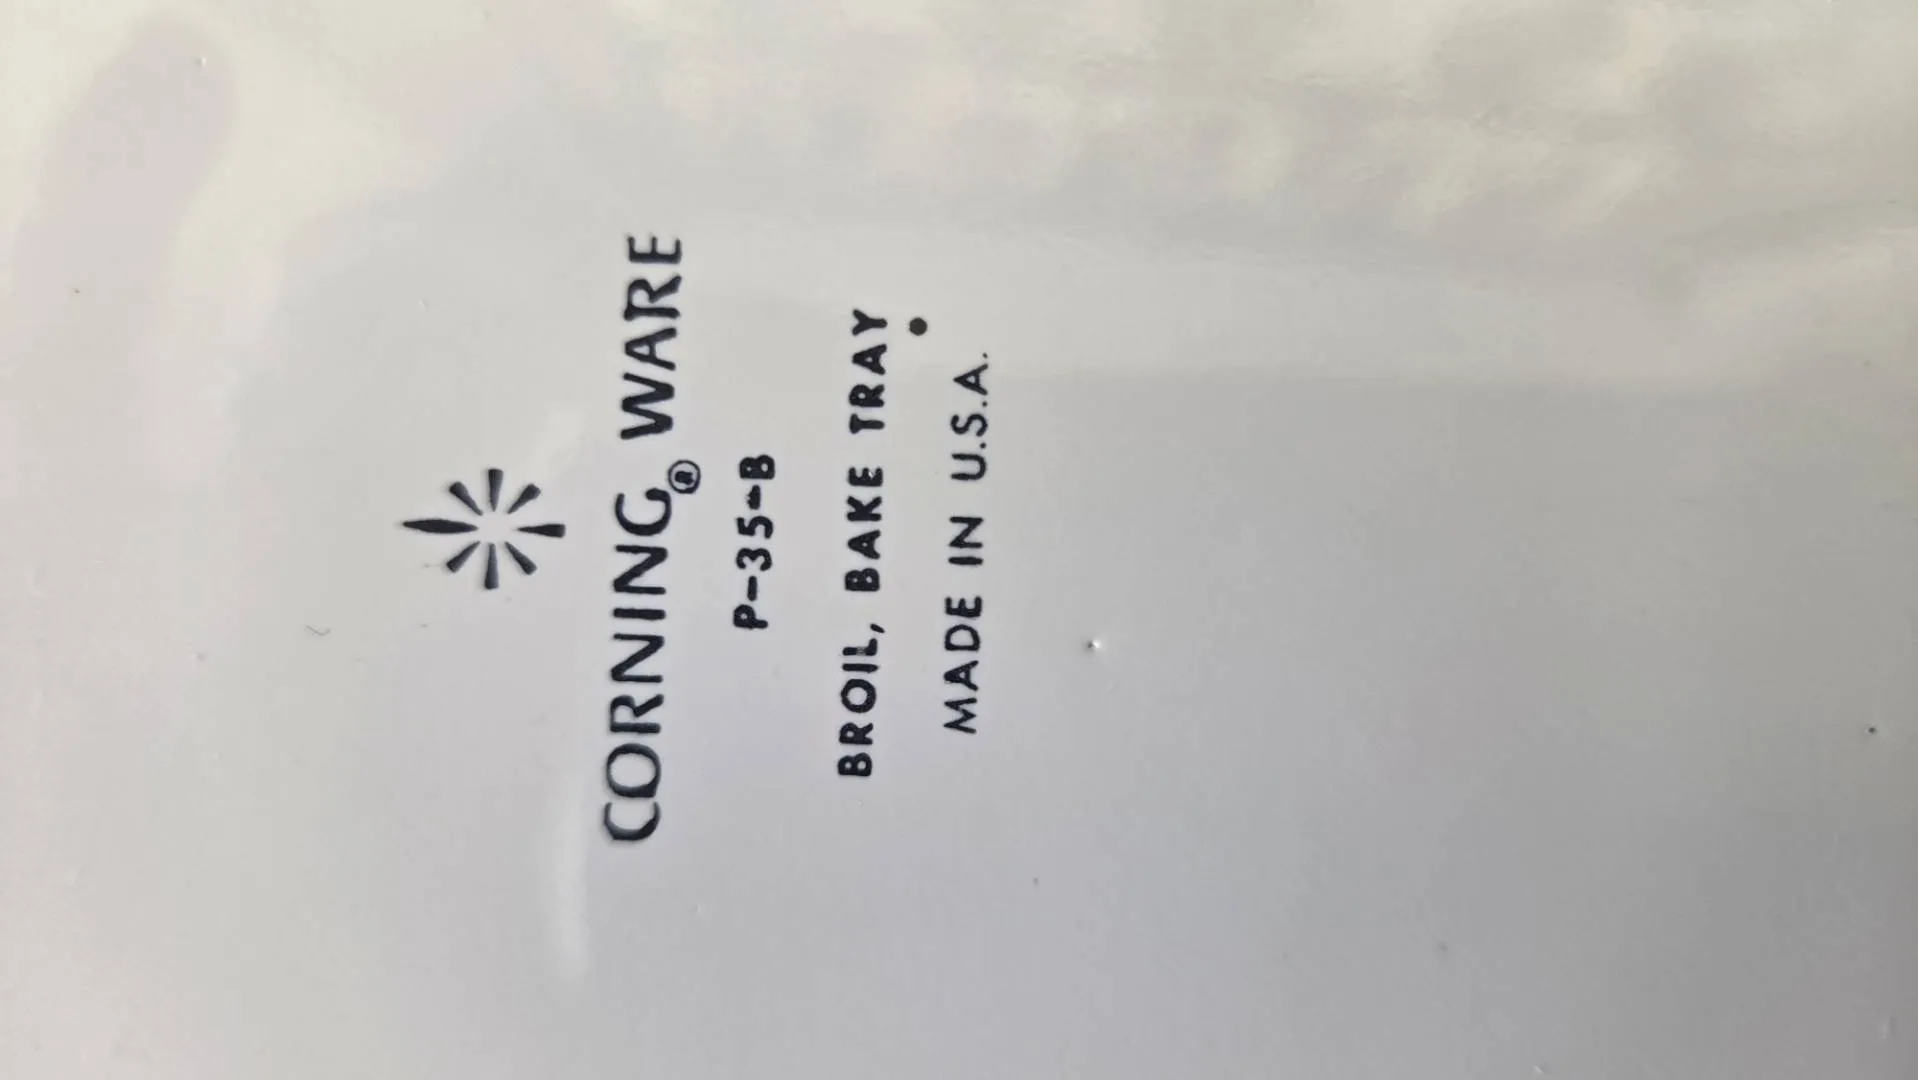 CORNING® WARE
P-35-B
BROIL, BAKE TRAY
MADE IN U.S.A.